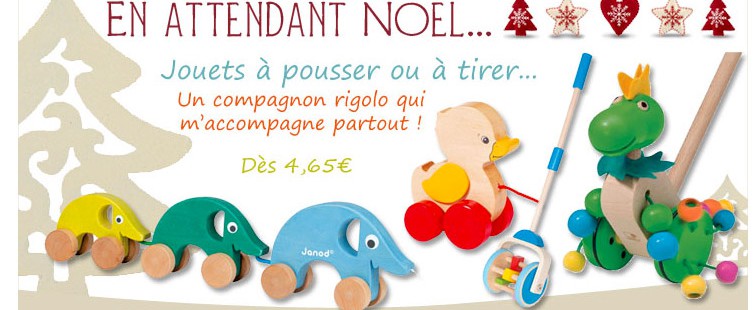 EN ATTENDANT NOEL...
Jouets à pousser ou à tirer...
Un compagnon rigolo qui
m'accompagne partout !
Dès 4,65€
Janod®